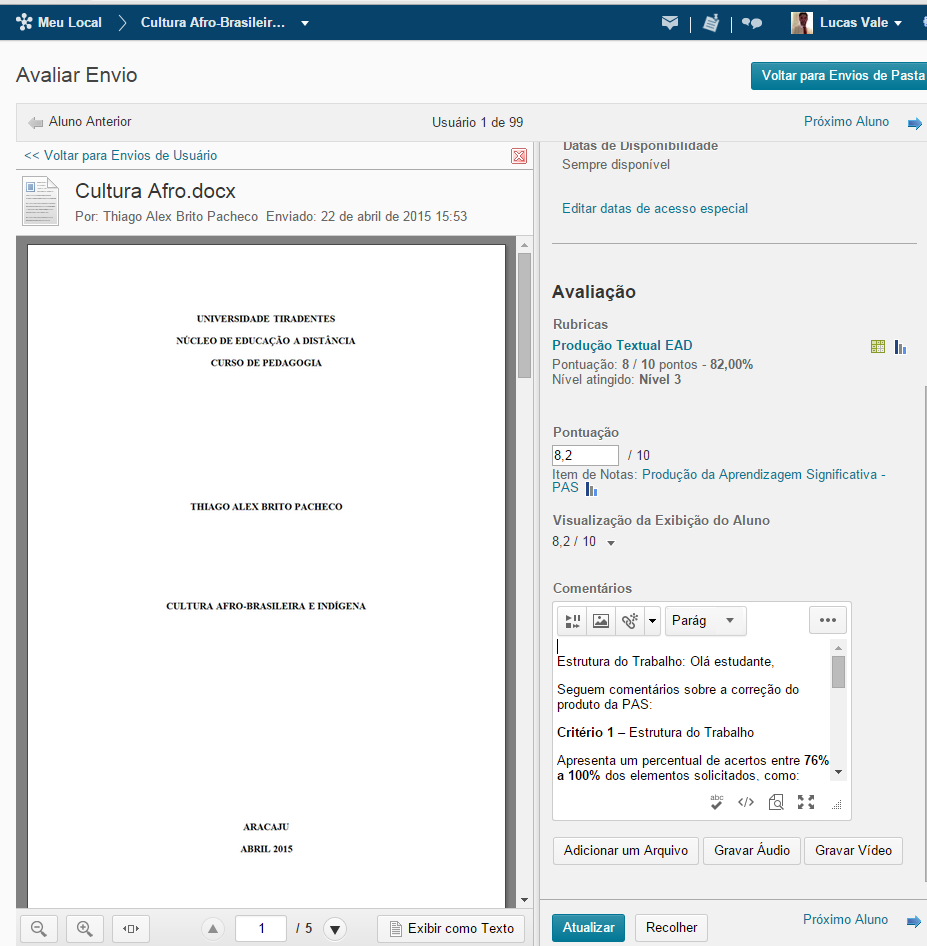 Meu Local
Cultura Afro-Brasileir...
Lucas Vale
Avaliar Envio
Voltar para Envios de Pasta
Aluno Anterior
Usuário 1 de 99
Próximo Aluno
<< Voltar para Envios de Usuário
Cultura Afro.docx
Por: Thiago Alex Brito Pacheco Enviado: 22 de abril de 2015 15:53
UNIVERSIDADE TIRADENTES
NÚCLEO DE EDUCAÇÃO A DISTÂNCIA
CURSO DE PEDAGOGIA
THIAGO ALEX BRITO PACHECO
CULTURA AFRO-BRASILEIRA E INDÍGENA
ARACAJU
ABRIL 2015
1 / 5
Exibir como Texto
Datas de Disponibilidade
Sempre disponível
Editar datas de acesso especial
Avaliação
Rubricas
Produção Textual EAD
Pontuação: 8 / 10 pontos - 82,00%
Nível atingido: Nível 3
Pontuação
8,2 / 10
Item de Notas: Produção da Aprendizagem Significativa -
PAS
Visualização da Exibição do Aluno
8,2 / 10
Comentários
Parág
Estrutura do Trabalho: Olá estudante,
Seguem comentários sobre a correção do
produto da PAS:
Critério 1 – Estrutura do Trabalho
Apresenta um percentual de acertos entre 76%
a 100% dos elementos solicitados, como:
abc
Adicionar um Arquivo
Gravar Áudio
Gravar Vídeo
Atualizar
Recolher
Próximo Aluno